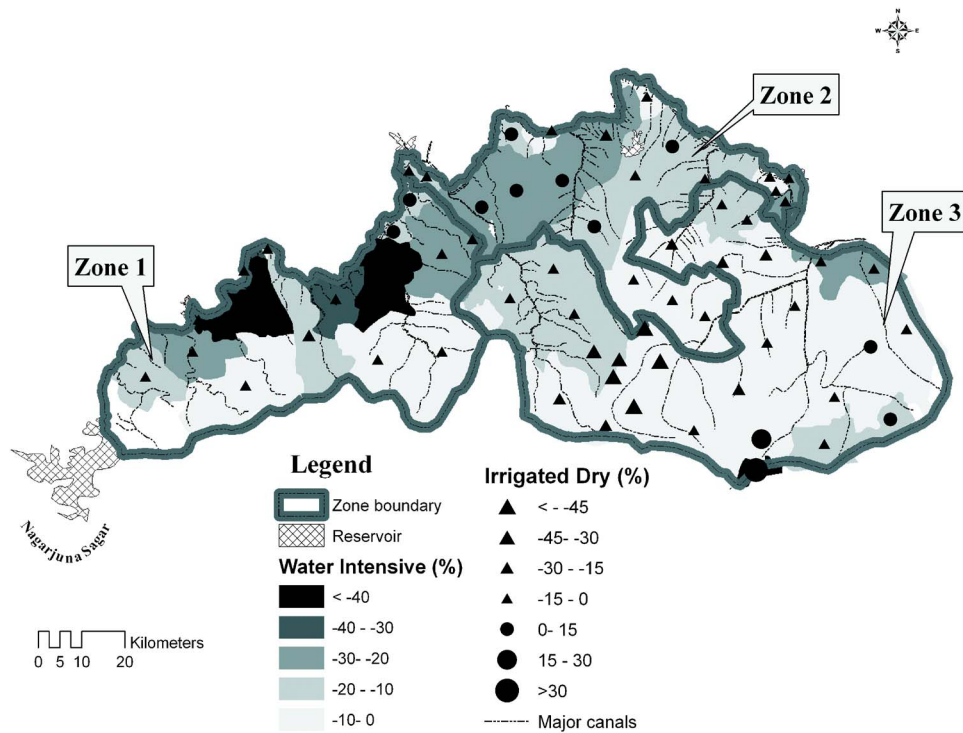 N
W E
S
Zone 2
Zone 3
Zone 1
Nagarjuna Sagar
Legend
Zone boundary
Reservoir
Water Intensive (%)
< -40
-40 - -30
-30- -20
-20 - -10
-10- 0
Irrigated Dry (%)
< - -45
-45- -30
-30 - -15
-15 - 0
0- 15
15 - 30
>30
Major canals
Kilometers
0 5 10 20